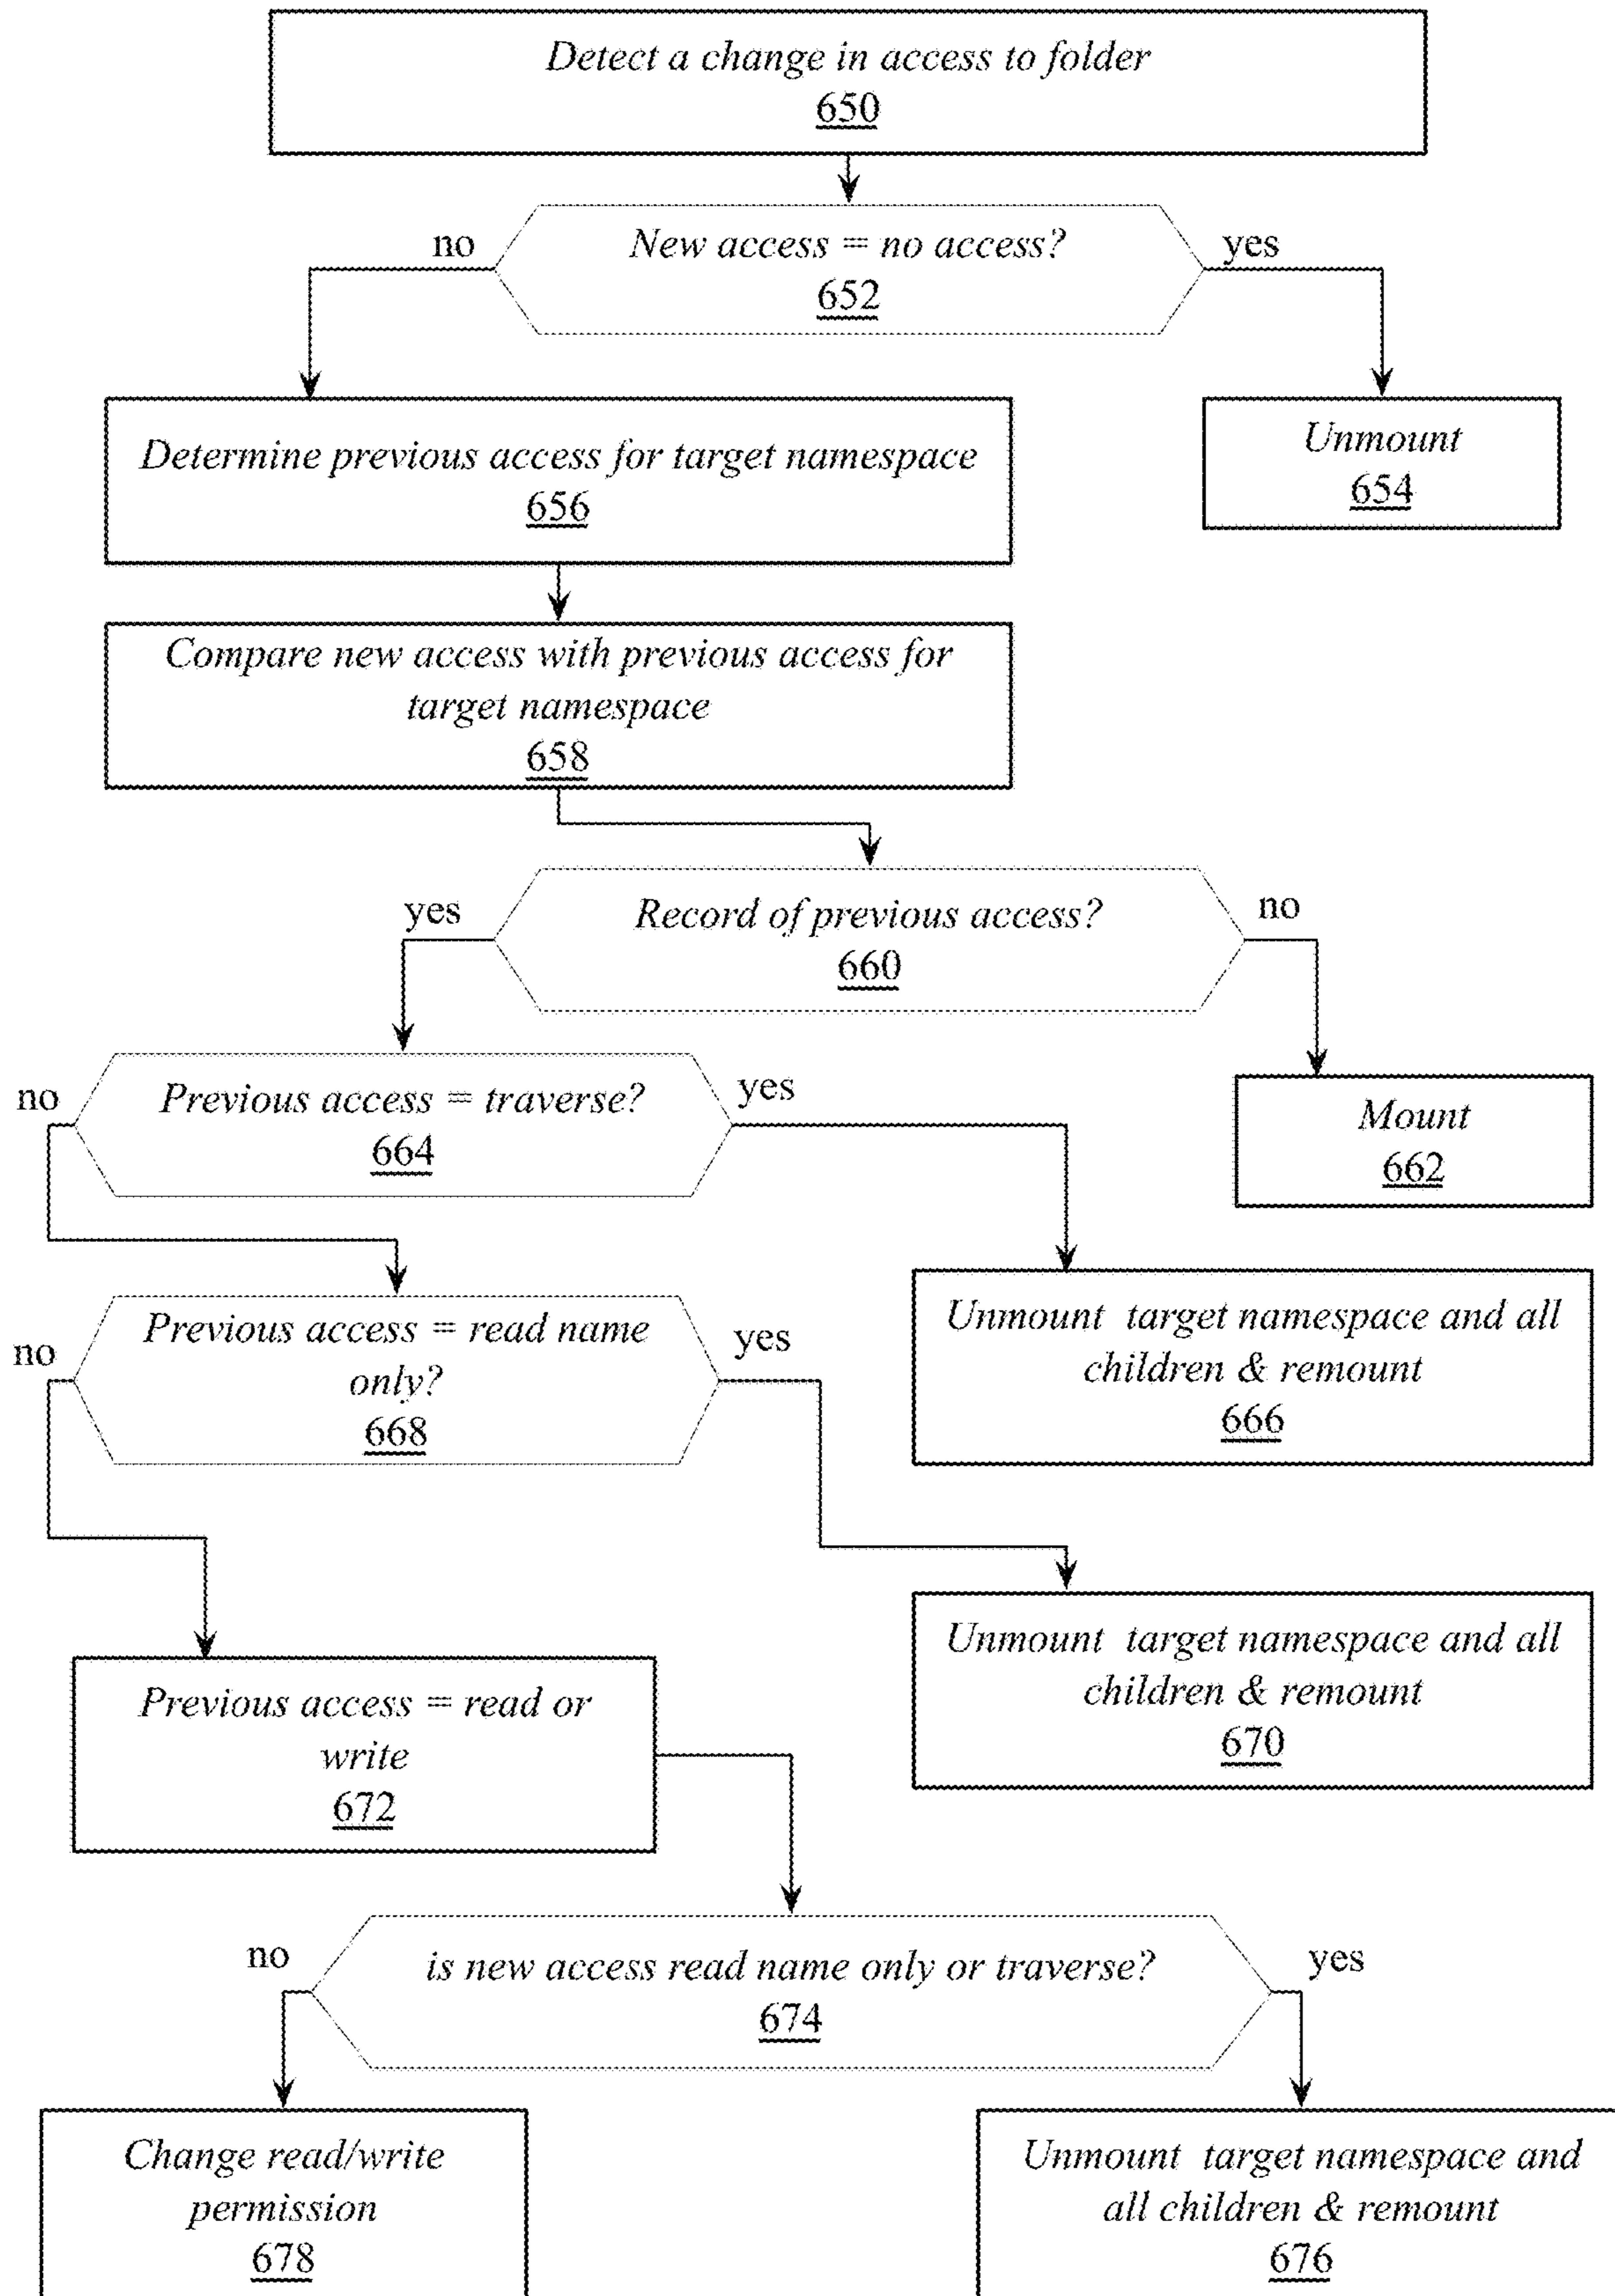 Detect a change in access to folder
650
New access = no access?
652
no
yes
Determine previous access for target namespace
656
Unmount
654
Compare new access with previous access for
target namespace
658
Record of previous access?
660
yes
no
Previous access = traverse?
664
no
yes
Mount
662
Unmount target namespace and all
children & remount
666
Previous access = read name
only?
668
no
yes
Unmount target namespace and all
children & remount
670
Previous access = read or
write
672
is new access read name only or traverse?
674
no
yes
Change read/write
permission
678
Unmount target namespace and
all children & remount
676